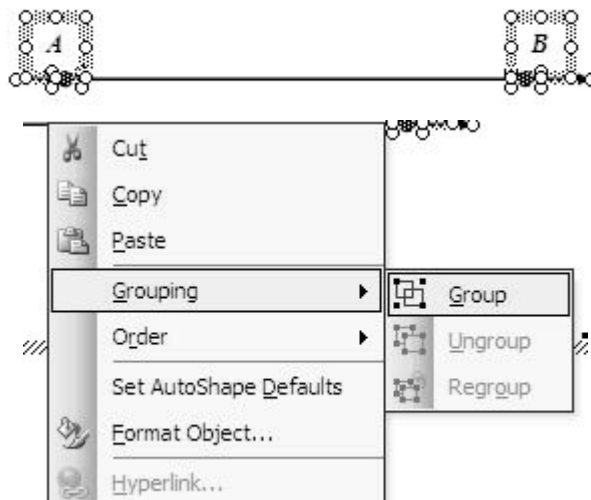 A B
Cut
Copy
Paste
Grouping
Group
Order
Ungroup
Set AutoShape Defaults
Regroup
Format Object...
Hyperlink...